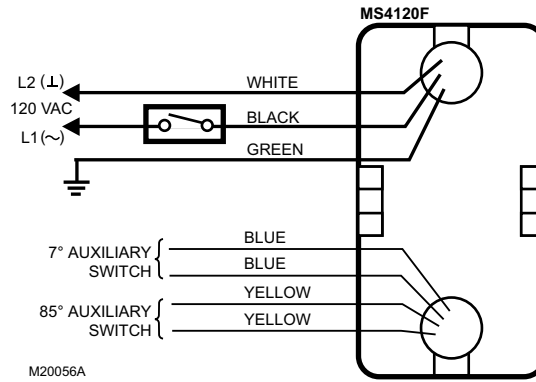 MS4120F
L2 (⊥)
WHITE
120 VAC
BLACK
L1 (~)
GREEN
BLUE
7° AUXILIARY
SWITCH
BLUE
YELLOW
85° AUXILIARY
SWITCH
YELLOW
M20056A